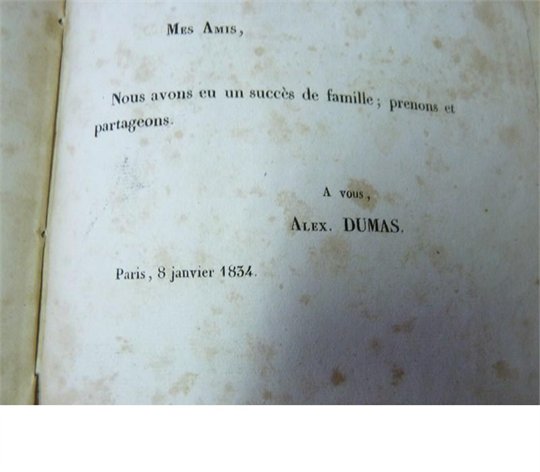 Mes Amis,
Nous avons eu un succès de famille ; prenons et
partageons.
A vous,
Alex. DUMAS.
Paris, 8 janvier 1834.